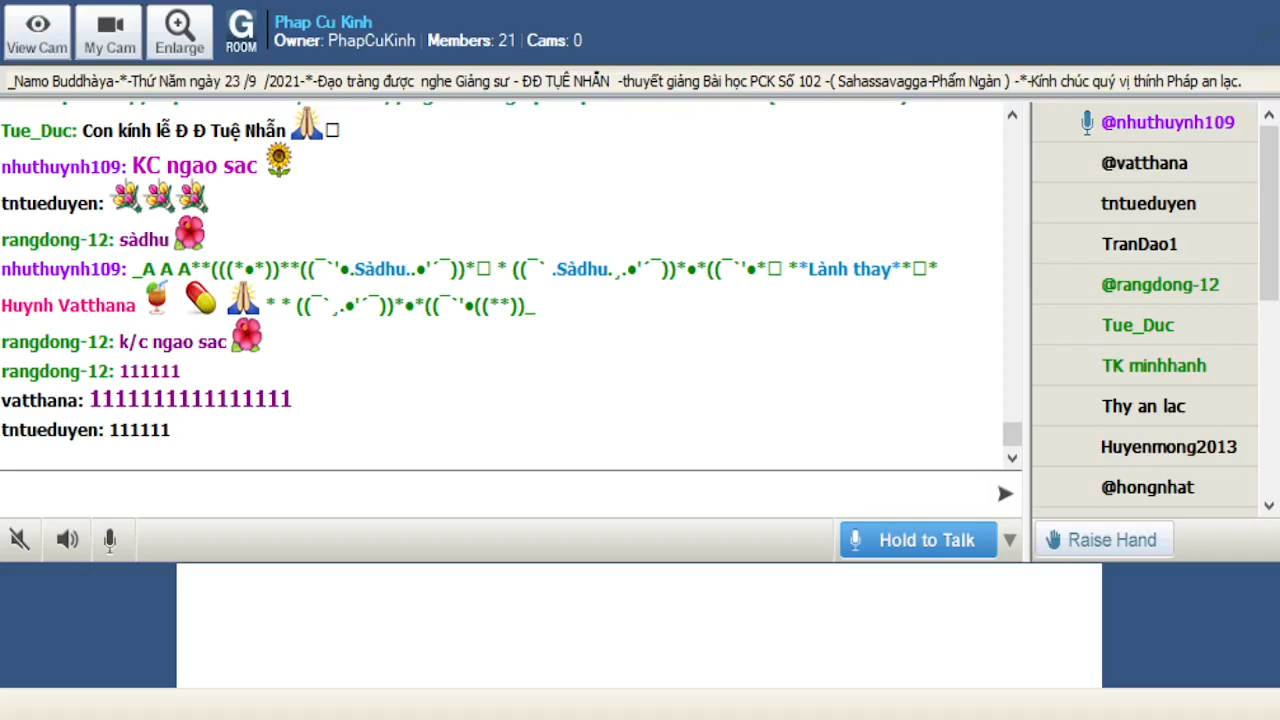 View Cam
My Cam
Enlarge
G
ROOM
Phap Cu Kinh
Owner: PhapCuKinh | Members: 21 | Cams: 0
_Namo Buddhàya-*-Thứ Năm ngày 23 /9 /2021-*-Đạo tràng được nghe Giảng sư - ĐĐ TUỆ NHẪN -thuyết giảng Bài học PCK Số 102 -( Sahassavagga-Phẩm Ngàn ) -*-Kính chúc quý vị thính Pháp an lạc.
Tue_Duc: Con kính lễ Đ Đ Tuệ Nhẫn 🙏
nhuthuynh109: KC ngao sac 🌻
tntueduyen: 💐💐💐
rangdong-12: sàdhu 🌺
nhuthuynh109: _A A A**(((*●*))**((¯`'●.Sàdhu..●'´¯))*□ * ((¯` .Sàdhu.¸.●'´¯))*●*((¯`'●*□ **Lành thay**□*
Huynh Vatthana 🍹 💊 🙏 * * ((¯`¸.●'´¯))*●*((¯`'●((**))_
rangdong-12: k/c ngao sac 🌺
rangdong-12: 111111
vatthana: 1111111111111111
tntueduyen: 111111
@nhuthuynh109
@vatthana
tntueduyen
TranDao1
@rangdong-12
Tue_Duc
TK minhhanh
Thy an lac
Huyenmong2013
@hongnhat
Hold to Talk
Raise Hand